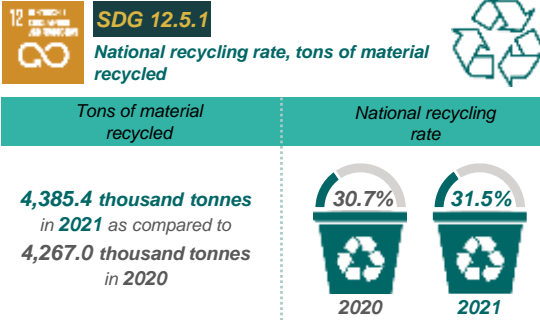 12
SDG 12.5.1
National recycling rate, tons of material
recycled
Tons of material
recycled
National recycling
rate
4,385.4 thousand tonnes
in 2021 as compared to
4,267.0 thousand tonnes
in 2020
30.7%
31.5%
2020
2021